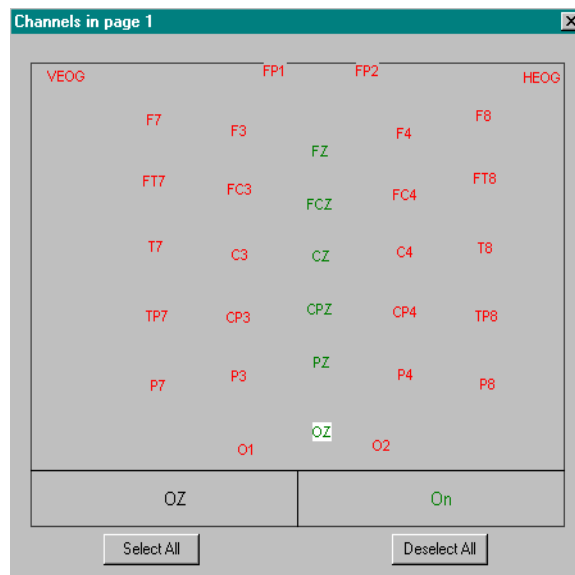 Channels in page 1
FP1 FP2
VEOG HEOG
F7 F3 F4 F8
FZ
FT7 FC3 FC4 FT8
FCZ
T7 C3 CZ C4 T8
TP7 CP3 CPZ CP4 TP8
PZ
P7 P3 P4 P8
OZ
O1 O2
OZ On
Select All Deselect All